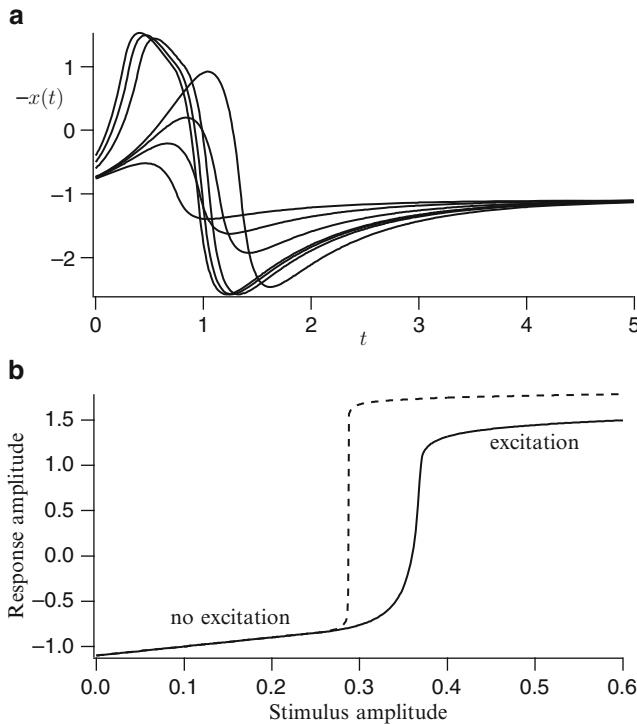 a
1
−x(t)
0
−1
−2
0 1 2 3 4 5
t
b
1.5
excitation
1.0
0.5
Response amplitude
0.0
−0.5
no excitation
−1.0
0.0 0.1 0.2 0.3 0.4 0.5 0.6
Stimulus amplitude